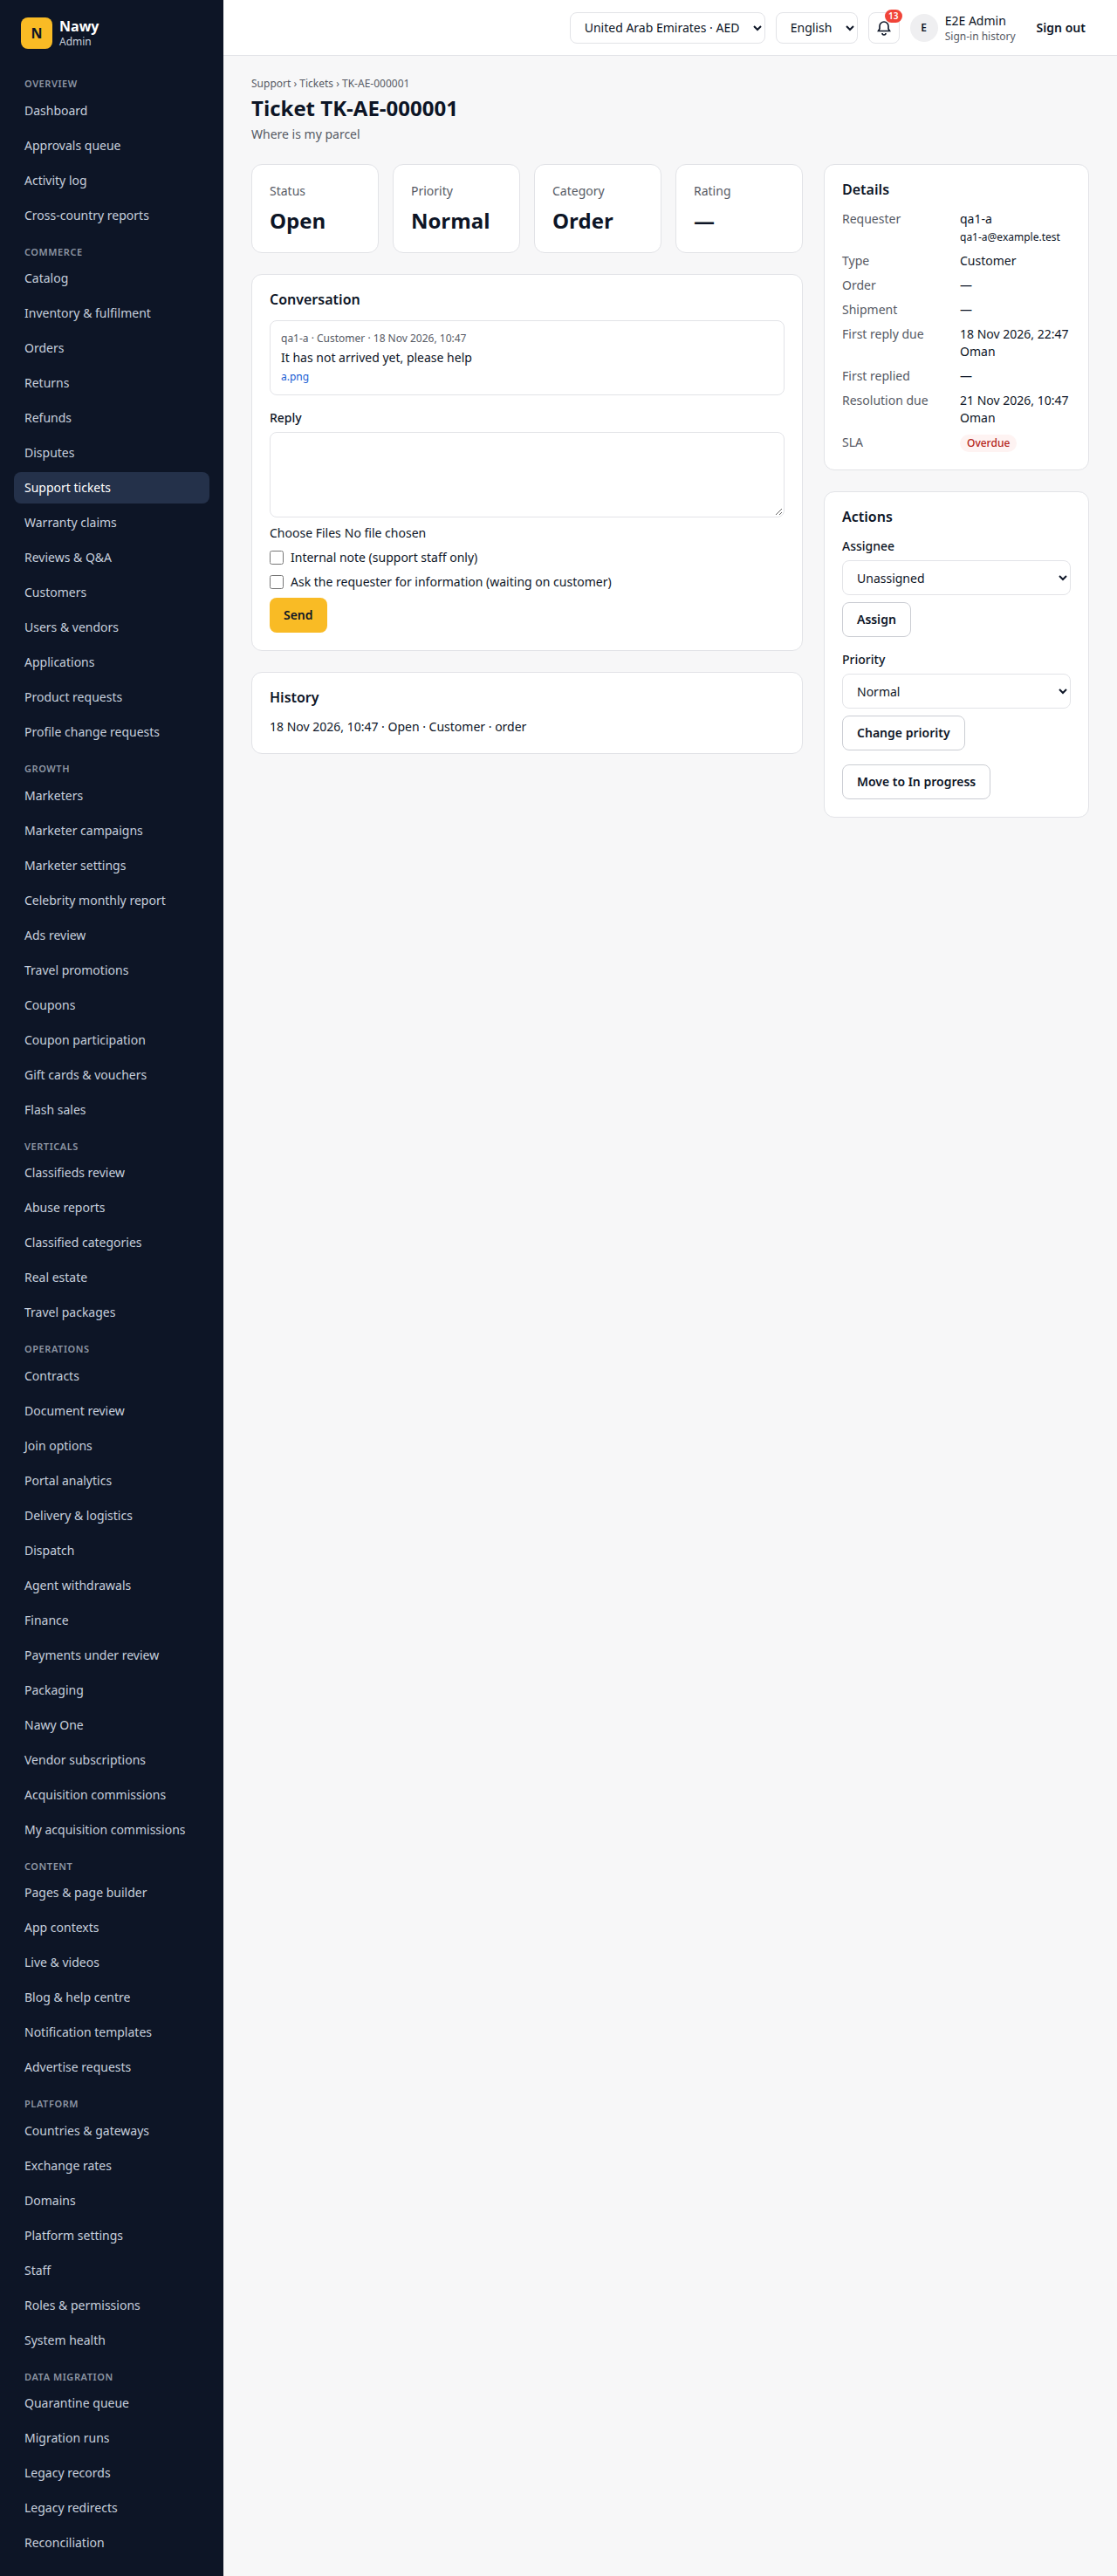 N
Nawy
Admin
OVERVIEW
Dashboard
Approvals queue
Activity log
Cross-country reports
COMMERCE
Catalog
Inventory & fulfilment
Orders
Returns
Refunds
Disputes
Support tickets
Warranty claims
Reviews & Q&A
Customers
Users & vendors
Applications
Product requests
Profile change requests
GROWTH
Marketers
Marketer campaigns
Marketer settings
Celebrity monthly report
Ads review
Travel promotions
Coupons
Coupon participation
Gift cards & vouchers
Flash sales
VERTICALS
Classifieds review
Abuse reports
Classified categories
Real estate
Travel packages
OPERATIONS
Contracts
Document review
Join options
Portal analytics
Delivery & logistics
Dispatch
Agent withdrawals
Finance
Payments under review
Packaging
Nawy One
Vendor subscriptions
Acquisition commissions
My acquisition commissions
CONTENT
Pages & page builder
App contexts
Live & videos
Blog & help centre
Notification templates
Advertise requests
PLATFORM
Countries & gateways
Exchange rates
Domains
Platform settings
Staff
Roles & permissions
System health
DATA MIGRATION
Quarantine queue
Migration runs
Legacy records
Legacy redirects
Reconciliation
United Arab Emirates · AED
English
13
E
E2E Admin
Sign-in history
Sign out
Support › Tickets › TK-AE-000001
Ticket TK-AE-000001
Where is my parcel
Status
Open
Priority
Normal
Category
Order
Rating
—
Conversation
qa1-a · Customer · 18 Nov 2026, 10:47
It has not arrived yet, please help
a.png
Reply
Choose Files No file chosen
Internal note (support staff only)
Ask the requester for information (waiting on customer)
Send
History
18 Nov 2026, 10:47 · Open · Customer · order
Details
Requester qa1-a
qa1-a@example.test
Type Customer
Order —
Shipment —
First reply due 18 Nov 2026, 22:47
Oman
First replied —
Resolution due 21 Nov 2026, 10:47
Oman
SLA Overdue
Actions
Assignee
Unassigned
Assign
Priority
Normal
Change priority
Move to In progress